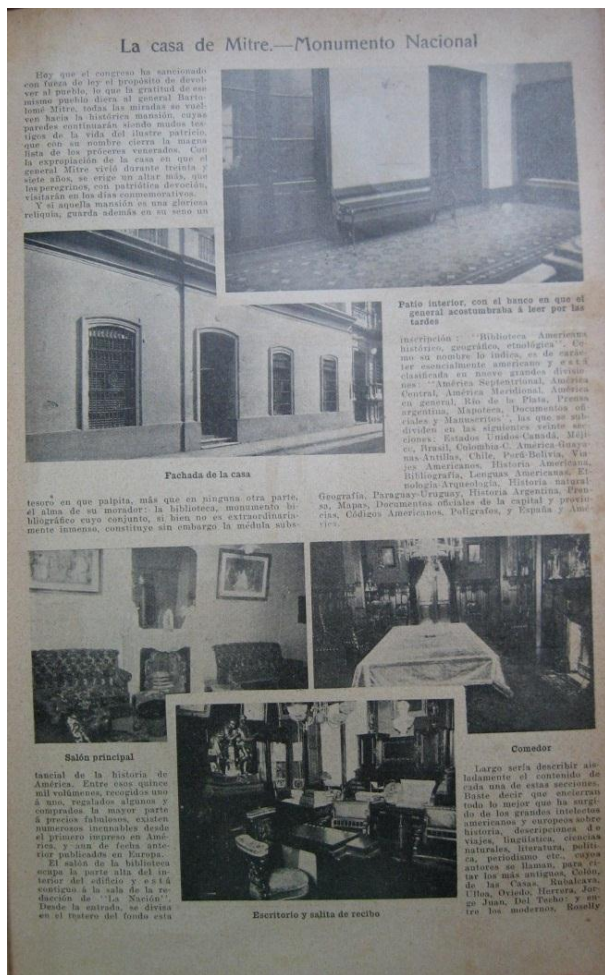 La casa de Mitre.—Monumento Nacional
Hoy que el congreso ha sancionado
con fuerza de ley el propósito de devol-
ver al pueblo, lo que la gratitud de ese
mismo pueblo diera al general Barto-
lomé Mitre, todas las miradas se vuel-
ven hacia la histórica mansión, cuyas
paredes continuarán siendo mudos tes-
tigos de la vida del ilustre patricio,
que con su nombre cierra la magna
lista de los próceres venerados. Con
la expropiación de la casa en que el
general Mitre vivió durante treinta y
siete años, se erige un altar más, que
los peregrinos, con patriótica devoción,
visitarán en los días conmemorativos.
Y si aquella mansión es una gloriosa
reliquia, guarda además en su seno un
Fachada de la casa
tesoro en que palpita, más que en ninguna otra parte,
el alma de su morador: la biblioteca, monumento bi-
bliográfico cuyo conjunto, si bien no es extraordinaria-
mente inmenso, constituye sin embargo la médula subs-
Salón principal
tancial de la historia de
América. Entre esos quince
mil volúmenes, recogidos uno
á uno, regalados algunos y
comprados la mayor parte
á precios fabulosos, existen
numerosos incunables desde
el primero impreso en Amé-
rica, y aun de fecha ante-
rior publicados en Europa.
El salón de la biblioteca
ocupa la parte alta del in-
terior del edificio y está
contiguo á la sala de la re-
dacción de "La Nación".
Desde la entrada, se divisa
en el testero del fondo esta
Patio interior, con el banco en que el
general acostumbraba á leer por las
tardes
inscripción: "Biblioteca Americana
histórico, geográfico, etnológica". Co-
mo su nombre lo indica, es de carác-
ter esencialmente americano y está
clasificada en nueve grandes divisio-
nes: "América Septentrional, América
Central, América Meridional, América
en general, Río de la Plata, Prensa
argentina, Mapoteca, Documentos ofi-
ciales y Manuscritos", las que se sub-
dividen en las siguientes veinte sec-
ciones: Estados Unidos-Canadá, Méji-
co, Brasil, Colombia-C. América-Guaya-
nas-Antillas, Chile, Perú-Bolivia, Via-
jes Americanos, Historia Americana,
Bibliografía, Lenguas Americanas, Et-
nología-Arqueología, Historia natural-
Geografía, Paraguay-Uruguay, Historia Argentina, Pren-
sa, Mapas, Documentos oficiales de la capital y provin-
cias, Códigos Americanos, Polígrafos, y España y Amé-
rica.
Comedor
Escritorio y salita de recibo
Largo sería describir ais-
ladamente el contenido de
cada una de estas secciones.
Baste decir que encierran
todo lo mejor que ha surgi-
do de los grandes intelectos
americanos y europeos sobre
historia, descripciones de
viajes, lingüística, ciencias
naturales, literatura, políti-
ca, periodismo etc., cuyos
autores se llaman, para ci-
tar los más antiguos, Colón,
de las Casas, Rubalcava,
Ulloa, Oviedo, Herrera, Jor-
ge Juan, Del Techo; y en-
tre los modernos, Roselly